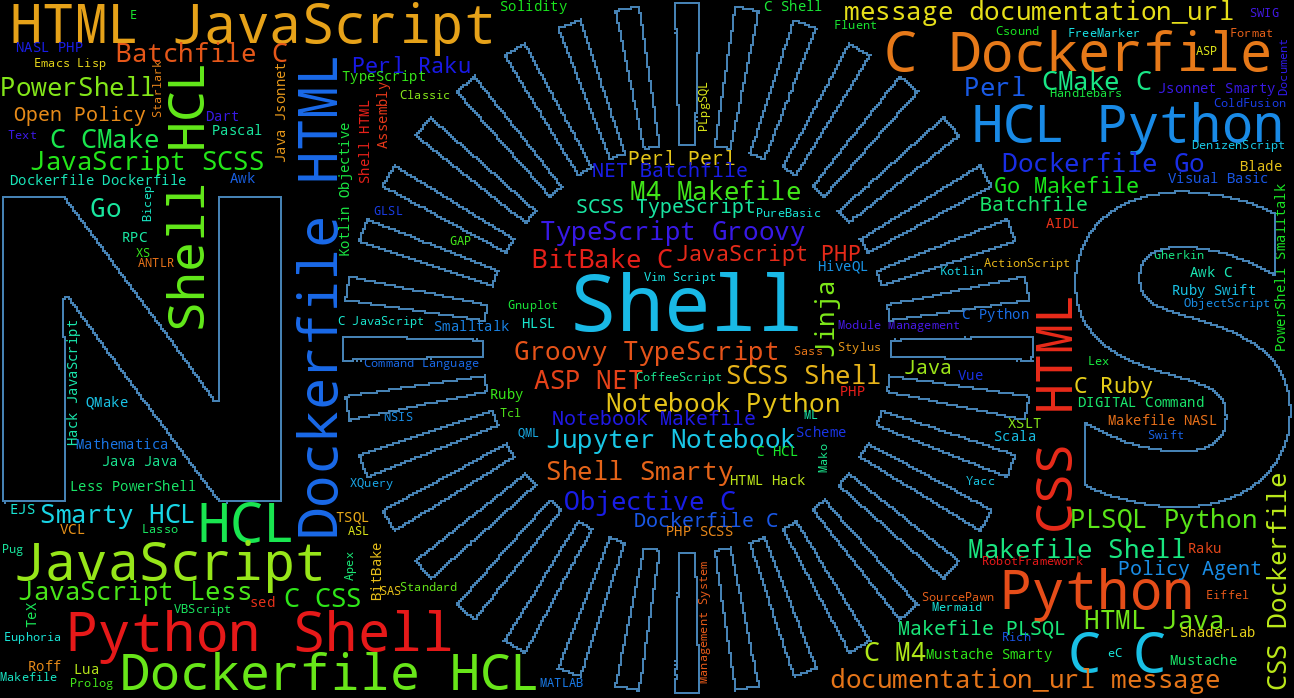 HTML JavaScript
E
Solidity
C Shell
message documentation_url
SWIG
Fluent
NASL PHP
Batchfile C
Csound
FreeMarker
Format
C Dockerfile
ASP
Emacs Lisp
Perl Raku
TypeScript
PowerShell
Starlark
Shell HCL
Java Jsonnet
Dockerfile HTML
Classic
Shell HTML
Assembly
PLpgSQL
Perl
CMake C
Handlebars
Jsonnet Smarty
Document
ColdFusion
Open Policy
Dart
Pascal
Text
C CMake
Kotlin Objective
HCL Python
DenizenScript
JavaScript SCSS
Perl Perl
NET Batchfile
Dockerfile Go
Blade
Dockerfile Dockerfile
Awk
M4 Makefile
Go Makefile
Visual Basic
Go
Bicep
SCSS TypeScript
PureBasic
Batchfile
PowerShell Smalltalk
GLSL
TypeScript Groovy
AIDL
RPC
XS
ANTLR
GAP
BitBake C
JavaScript PHP
HiveQL
Kotlin
ActionScript
Gherkin
Awk C
Vim Script
Ruby Swift
ObjectScript
Shell
Gnuplot
HLSL
Jinja
C JavaScript
Smalltalk
Module Management
C Python
CSS HTML
Hack JavaScript
Groovy TypeScript
Sass
Stylus
Command Language
ASP NET
CoffeeScript
SCSS Shell
Java
Vue
Lex
Ruby
Notebook Python
PHP
C Ruby
QMake
NSIS
Tcl
Notebook Makefile
ML
DIGITAL Command
XSLT
Makefile NASL
Mathematica
QML
Jupyter Notebook
Scheme
Scala
Swift
Java Java
C HCL
Mako
Shell Smarty
HTML Hack
Less PowerShell
XQuery
Yacc
EJS
Smarty HCL
HCL
TSQL
Objective C
Dockerfile C
PLSQL Python
VCL
Lasso
ASL
PHP SCSS
Pug
JavaScript
Apex
BitBake
Makefile Shell
Raku
RobotFramework
Policy Agent
JavaScript Less
C CSS
SAS
Standard
Python
SourcePawn
Mermaid
Eiffel
TeX
VBScript
sed
Management System
CSS Dockerfile
Euphoria
Python Shell
Makefile PLSQL
HTML Java
Rich
ShaderLab
Roff
Lua
Dockerfile HCL
C M4
Mustache Smarty
C C
eC
Mustache
Makefile
Prolog
MATLAB
documentation_url message